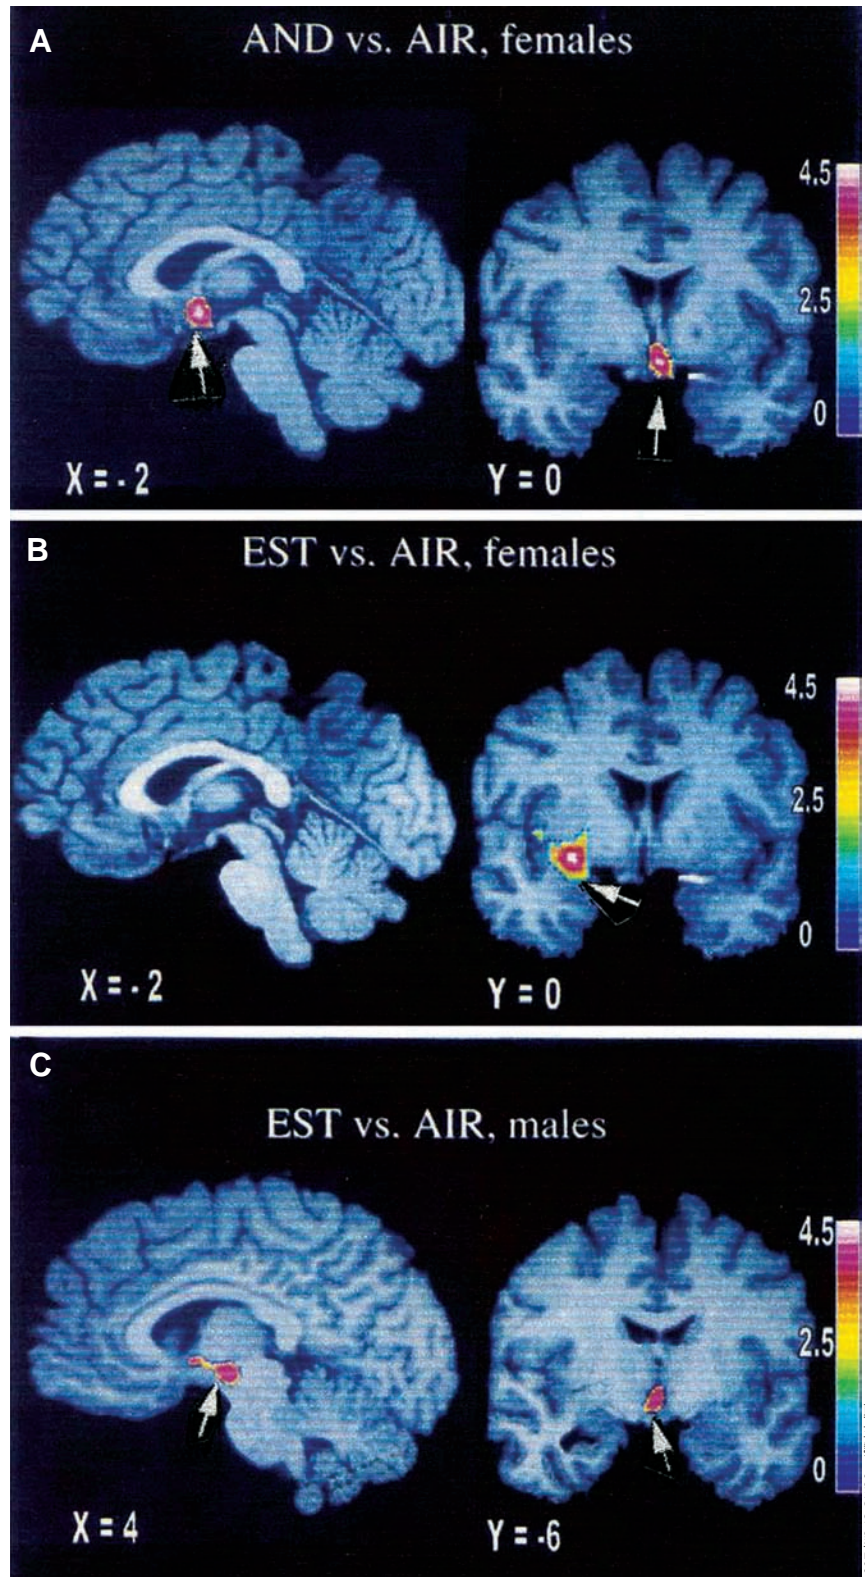 A
AND vs. AIR, females
4.5
2.5
0
X = - 2
Y = 0
B
EST vs. AIR, females
4.5
2.5
0
X = - 2
Y = 0
C
EST vs. AIR, males
4.5
2.5
0
X = 4
Y = -6